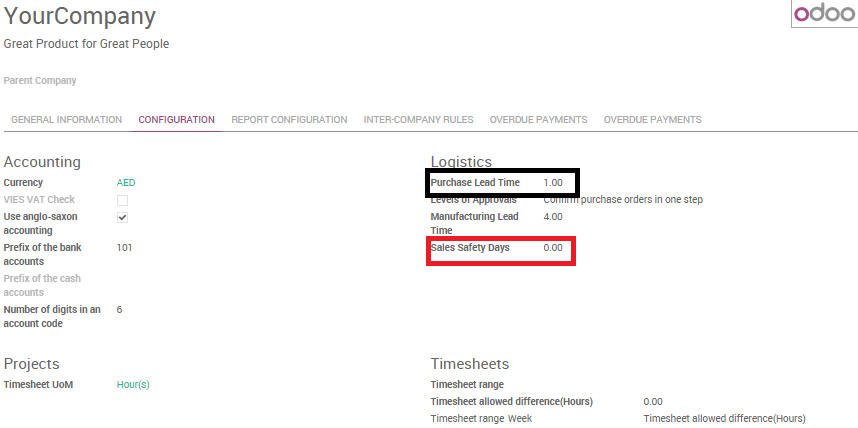 YourCompany
odoo
Great Product for Great People
Parent Company
GENERAL INFORMATION CONFIGURATION REPORT CONFIGURATION INTER-COMPANY RULES OVERDUE PAYMENTS OVERDUE PAYMENTS
Accounting
Currency AED
VIES VAT Check
Use anglo-saxon
accounting
Prefix of the bank 101
accounts
Prefix of the cash
accounts
Number of digits in an 6
account code
Logistics
Purchase Lead Time 1.00
Levels of Approvals Confirm purchase orders in one step
Manufacturing Lead 4.00
Time
Sales Safety Days 0.00
Projects
Timesheet UoM Hour(s)
Timesheets
Timesheet range
Timesheet allowed difference(Hours) 0.00
Timesheet range Week Timesheet allowed difference(Hours)